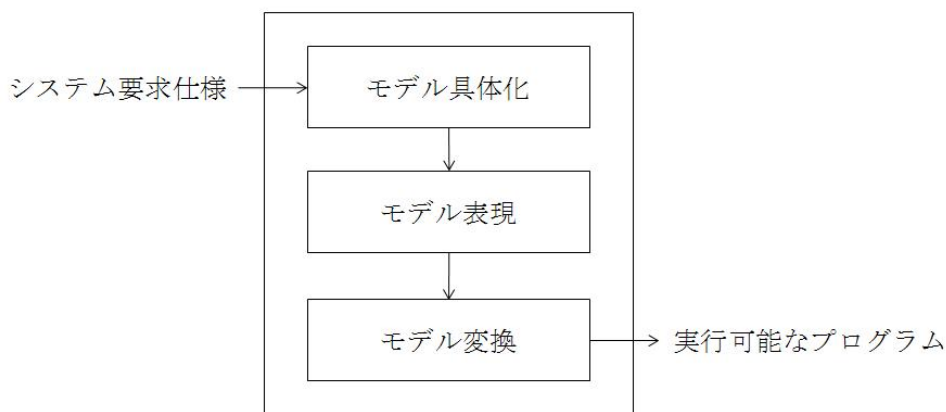 モデル具体化
システム要求仕様
モデル表現
モデル変換
実行可能なプログラム